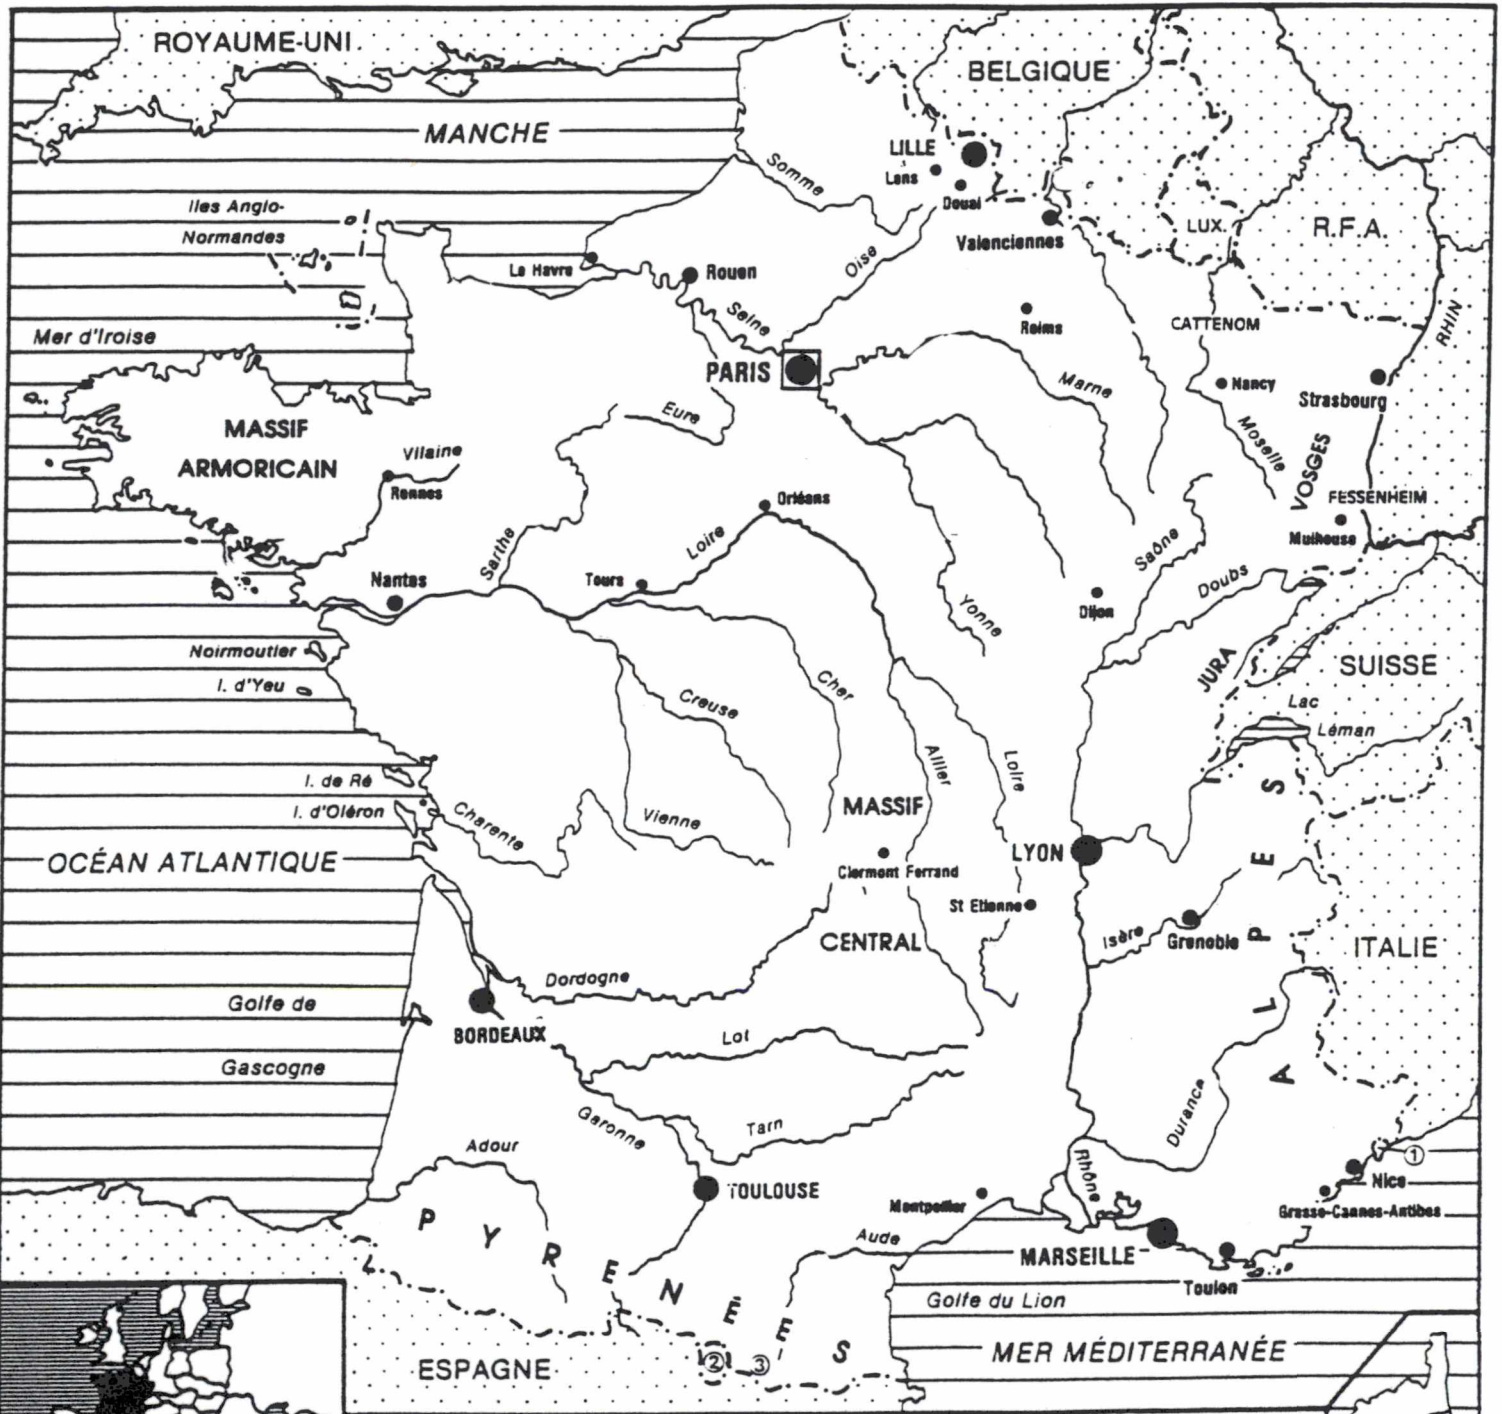 ROYAUME-UNI
BELGIQUE
MANCHE
LILLE
Lens
Douai
Somme
Valenciennes
LUX.
R.F.A.
Iles Anglo-
Normandes
Le Havre
Rouen
Oise
Seine
Reims
CATTENOM
RHIN
Mer d'Iroise
PARIS
Marne
Nancy
Strasbourg
Eure
MASSIF
ARMORICAIN
Vilaine
Rennes
Moselle
VOSGES
FESSENHEIM
Mulhouse
Orléans
Loire
Sarthe
Saône
Nantes
Tours
Yonne
Dijon
Doubs
Noirmoutier
I. d'Yeu
JURA
SUISSE
Creuse
Cher
Lac
Léman
Allier
Loire
I. de Ré
I. d'Oléron
Charente
Vienne
MASSIF
OCÉAN ATLANTIQUE
Clermont Ferrand
LYON
St Etienne
CENTRAL
Isère
Grenoble
ALPES
ITALIE
Dordogne
Golfe de
Gascogne
BORDEAUX
Lot
Garonne
Tarn
Durance
Adour
TOULOUSE
Rhône
1
Nice
Grasse-Cannes-Antibes
Montpellier
Aude
MARSEILLE
Toulon
PYRENÉES
Golfe du Lion
MER MÉDITERRANÉE
ESPAGNE
2
3